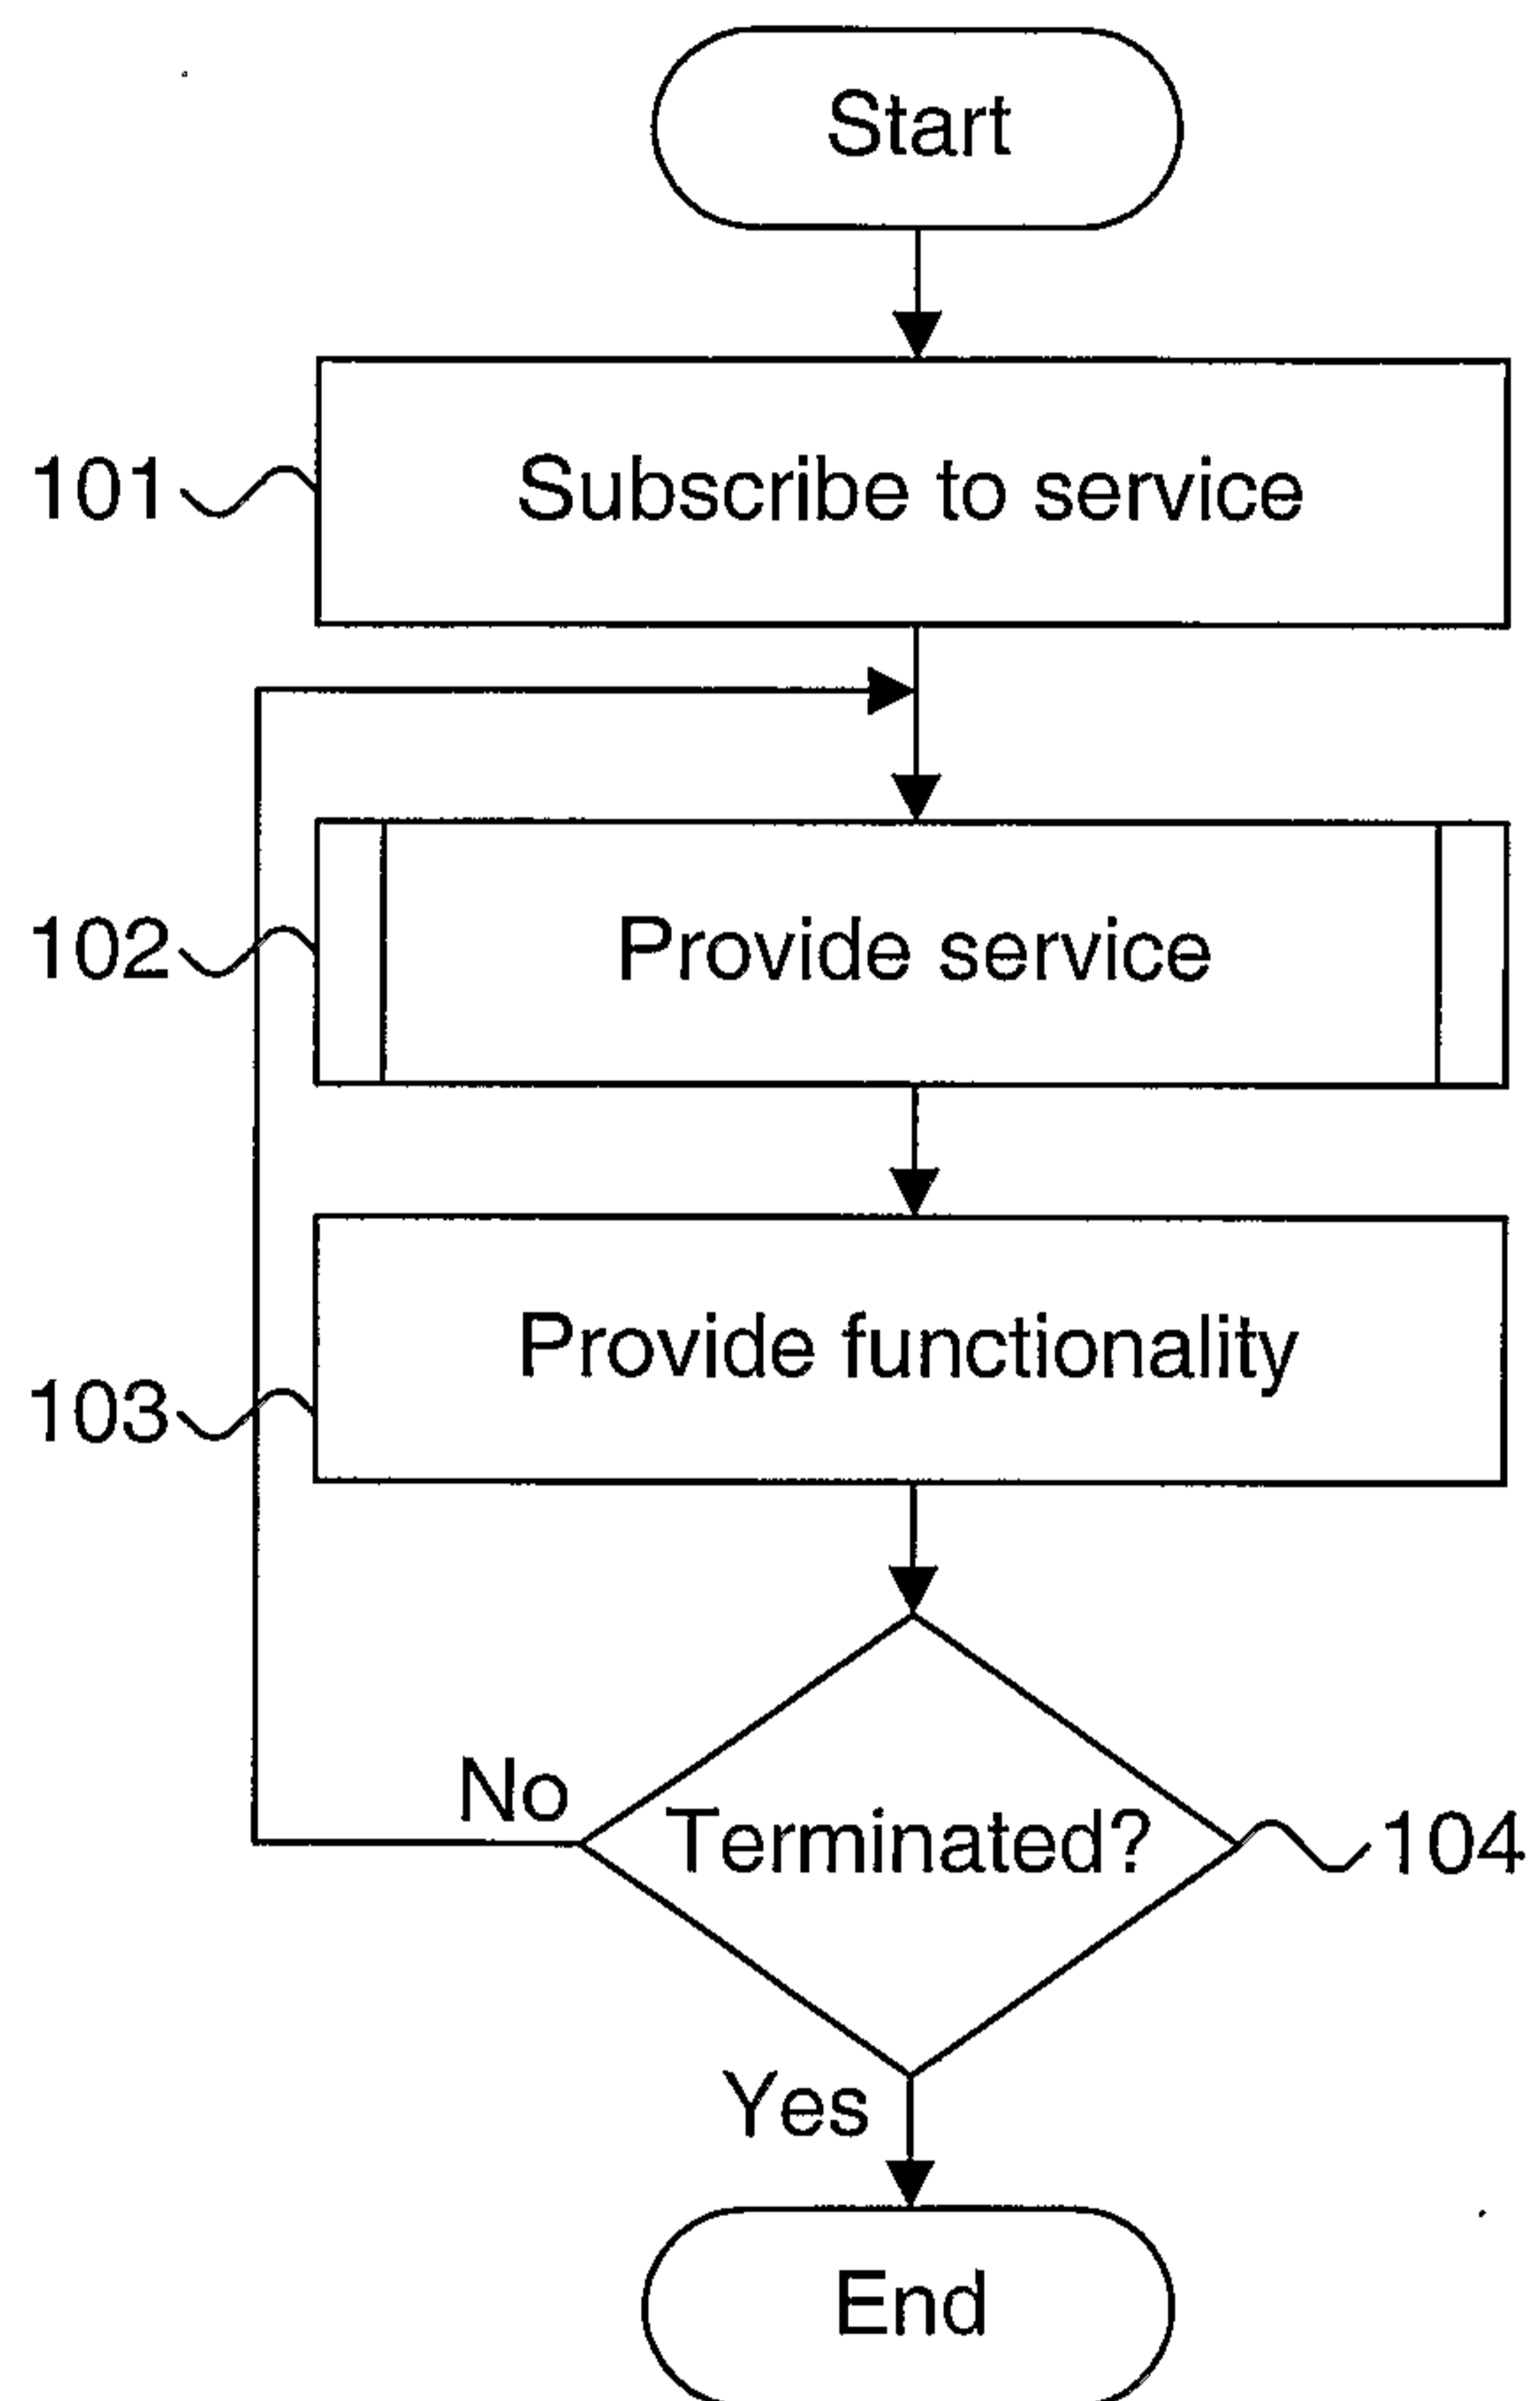 Start
101
Subscribe to service
102
Provide service
Provide functionality
103
No
Terminated?
104
Yes
End